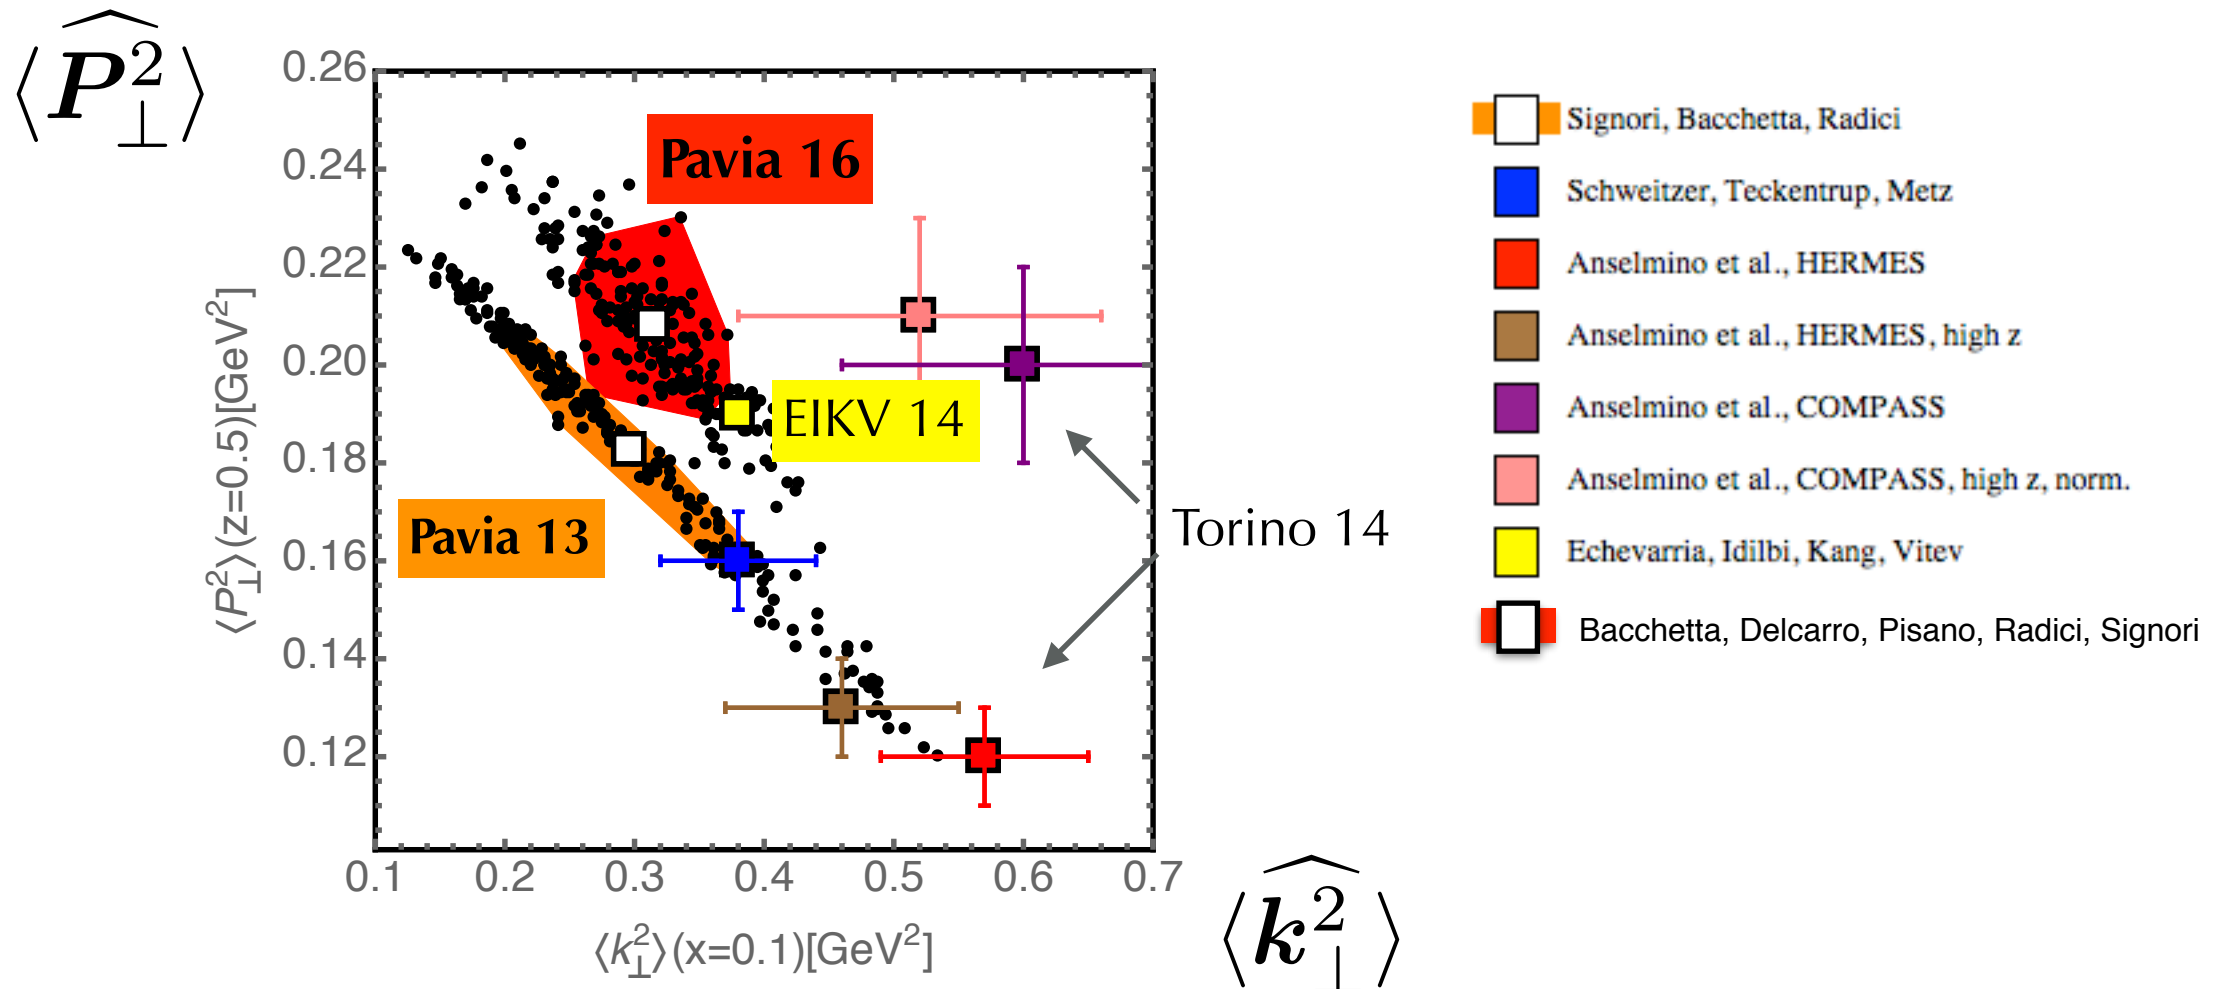 ⟨P̂²⊥⟩
0.26
0.24
0.22
0.20
0.18
0.16
0.14
0.12
⟨P²⊥⟩(z=0.5)[GeV²]
Pavia 16
EIKV 14
Pavia 13
Torino 14
0.1 0.2 0.3 0.4 0.5 0.6 0.7
⟨k²⊥⟩(x=0.1)[GeV²]
⟨k̂²⊥⟩
Signori, Bacchetta, Radici
Schweitzer, Teckentrup, Metz
Anselmino et al., HERMES
Anselmino et al., HERMES, high z
Anselmino et al., COMPASS
Anselmino et al., COMPASS, high z, norm.
Echevarria, Idilbi, Kang, Vitev
Bacchetta, Delcarro, Pisano, Radici, Signori